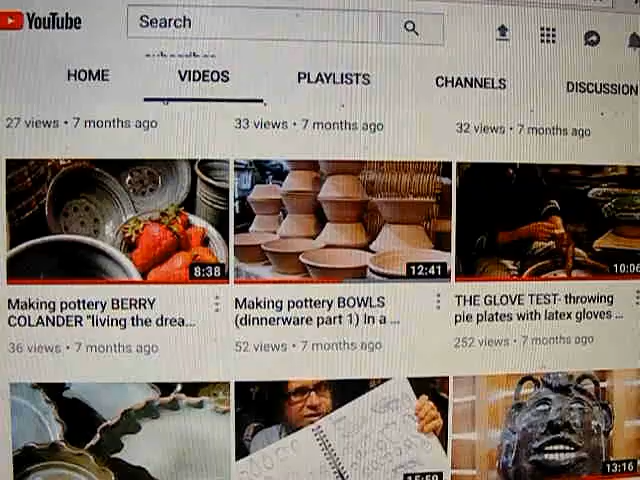 YouTube
Search
HOME VIDEOS PLAYLISTS CHANNELS DISCUSSION
27 views • 7 months ago
33 views • 7 months ago
32 views • 7 months ago
8:38
12:41
10:06
Making pottery BERRY
COLANDER "living the drea...
36 views • 7 months ago
Making pottery BOWLS
(dinnerware part 1) In a ...
52 views • 7 months ago
THE GLOVE TEST- throwing
pie plates with latex gloves ...
252 views • 7 months ago
13:16